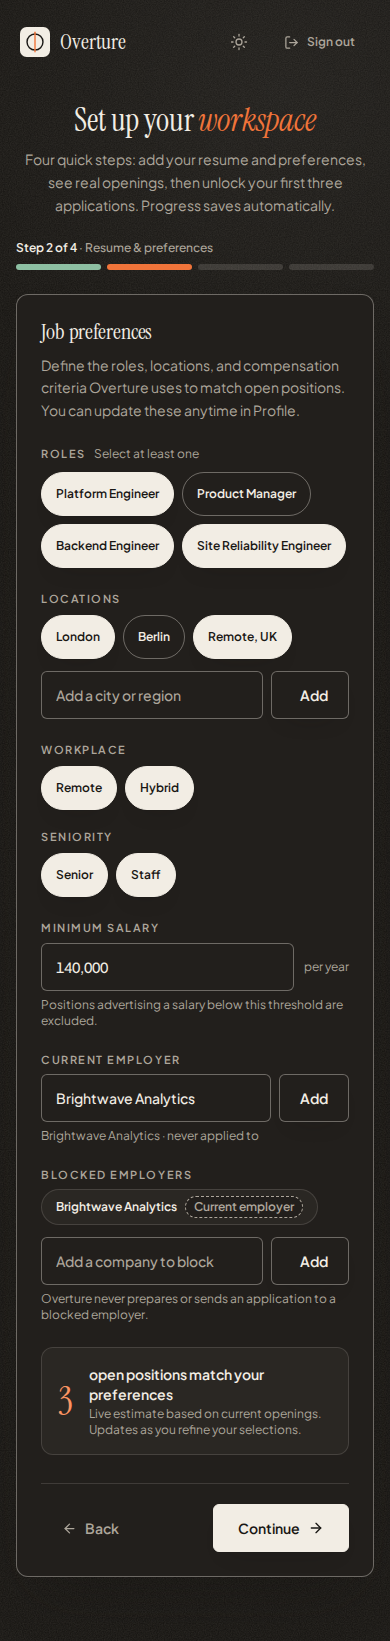 Overture
Sign out
Set up your workspace
Four quick steps: add your resume and preferences,
see real openings, then unlock your first three
applications. Progress saves automatically.
Step 2 of 4 · Resume & preferences
Job preferences
Define the roles, locations, and compensation
criteria Overture uses to match open positions.
You can update these anytime in Profile.
ROLES Select at least one
Platform Engineer
Product Manager
Backend Engineer
Site Reliability Engineer
LOCATIONS
London
Berlin
Remote, UK
Add a city or region
Add
WORKPLACE
Remote
Hybrid
SENIORITY
Senior
Staff
MINIMUM SALARY
140,000
per year
Positions advertising a salary below this threshold are
excluded.
CURRENT EMPLOYER
Brightwave Analytics
Add
Brightwave Analytics · never applied to
BLOCKED EMPLOYERS
Brightwave Analytics
Current employer
Add a company to block
Add
Overture never prepares or sends an application to a
blocked employer.
3
open positions match your
preferences
Live estimate based on current openings.
Updates as you refine your selections.
Back
Continue